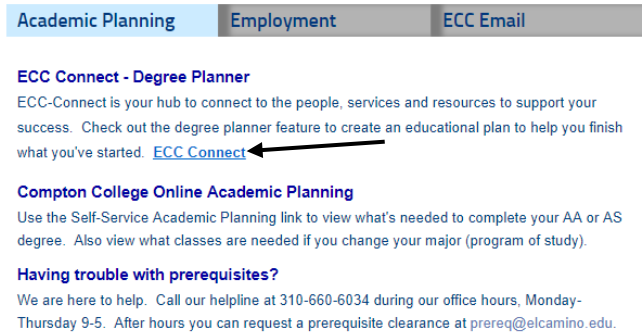 Academic Planning Employment ECC Email
ECC Connect - Degree Planner
ECC-Connect is your hub to connect to the people, services and resources to support your
success. Check out the degree planner feature to create an educational plan to help you finish
what you've started. ECC Connect
Compton College Online Academic Planning
Use the Self-Service Academic Planning link to view what's needed to complete your AA or AS
degree. Also view what classes are needed if you change your major (program of study).
Having trouble with prerequisites?
We are here to help. Call our helpline at 310-660-6034 during our office hours, Monday-
Thursday 9-5. After hours you can request a prerequisite clearance at prereq@elcamino.edu.